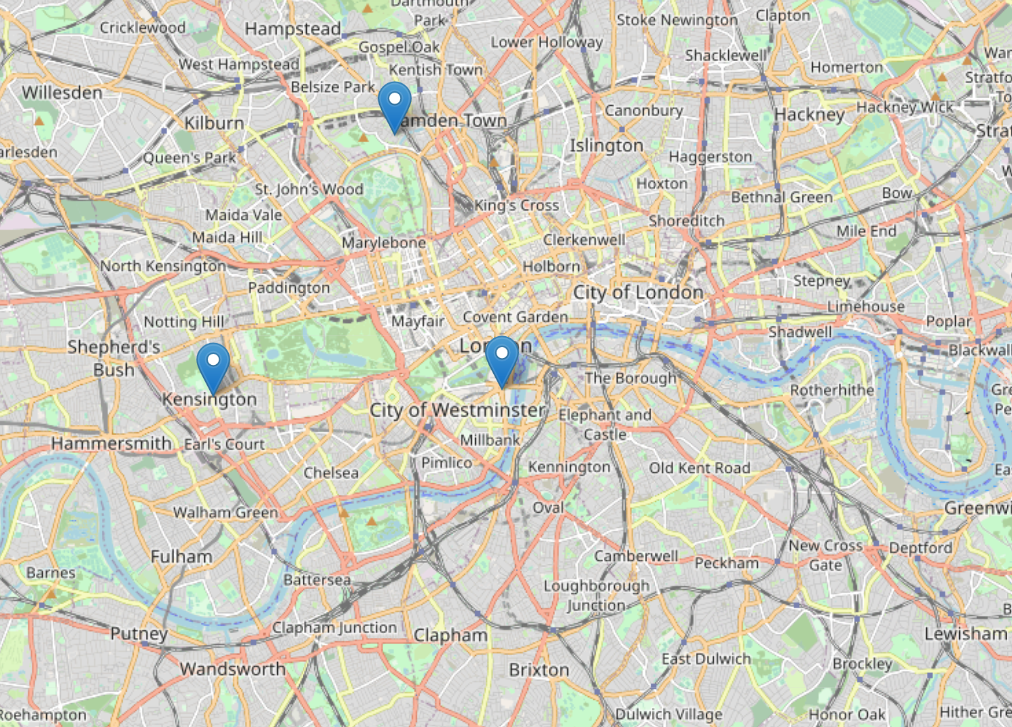 Dartmouth
Park
Cricklewood
Hampstead
Stoke Newington
Clapton
Gospel Oak
Lower Holloway
Shacklewell
West Hampstead
Kentish Town
Homerton
Willesden
Belsize Park
Canonbury
Hackney
Hackney Wick
Kilburn
amden Town
Islington
arlesden
Queen's Park
Haggerston
St. John's Wood
Hoxton
Bethnal Green
Bow
Maida Vale
King's Cross
Shoreditch
Maida Hill
Marylebone
Clerkenwell
Mile End
North Kensington
Holborn
Paddington
City of London
Stepney
Limehouse
Notting Hill
Mayfair
Covent Garden
Shadwell
Poplar
Shepherd's
Bush
Lon
n
Blackwall
The Borough
Rotherhithe
Kensington
City of Westminster
Elephant and
Castle
Hammersmith
Earl's Court
Millbank
Chelsea
Pimlico
Kennington
Old Kent Road
Walham Green
Oval
Greenwi
Fulham
Camberwell
Peckham
New Cross
Gate
Deptford
Barnes
Battersea
Loughborough
Junction
Putney
Clapham Junction
Clapham
Lewisham
Wandsworth
Brixton
East Dulwich
Brockley
Roehampton
Dulwich Village
Honor Oak
Hither Gre